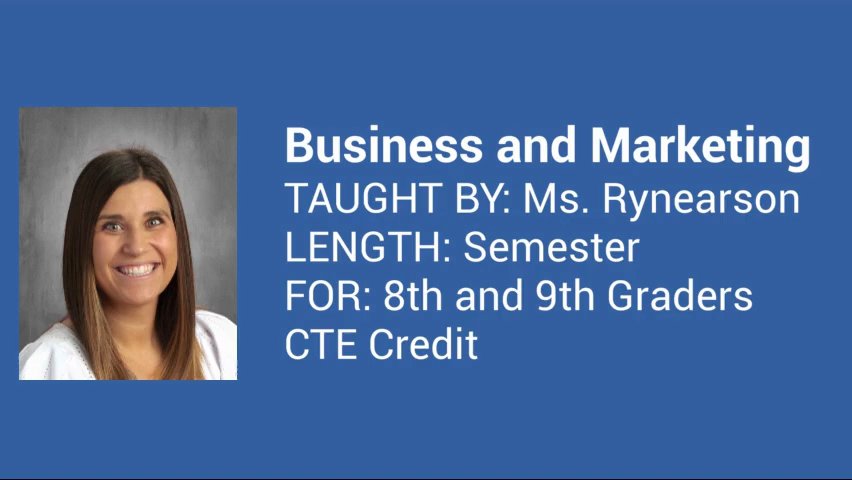 Business and Marketing
TAUGHT BY: Ms. Rynearson
LENGTH: Semester
FOR: 8th and 9th Graders
CTE Credit